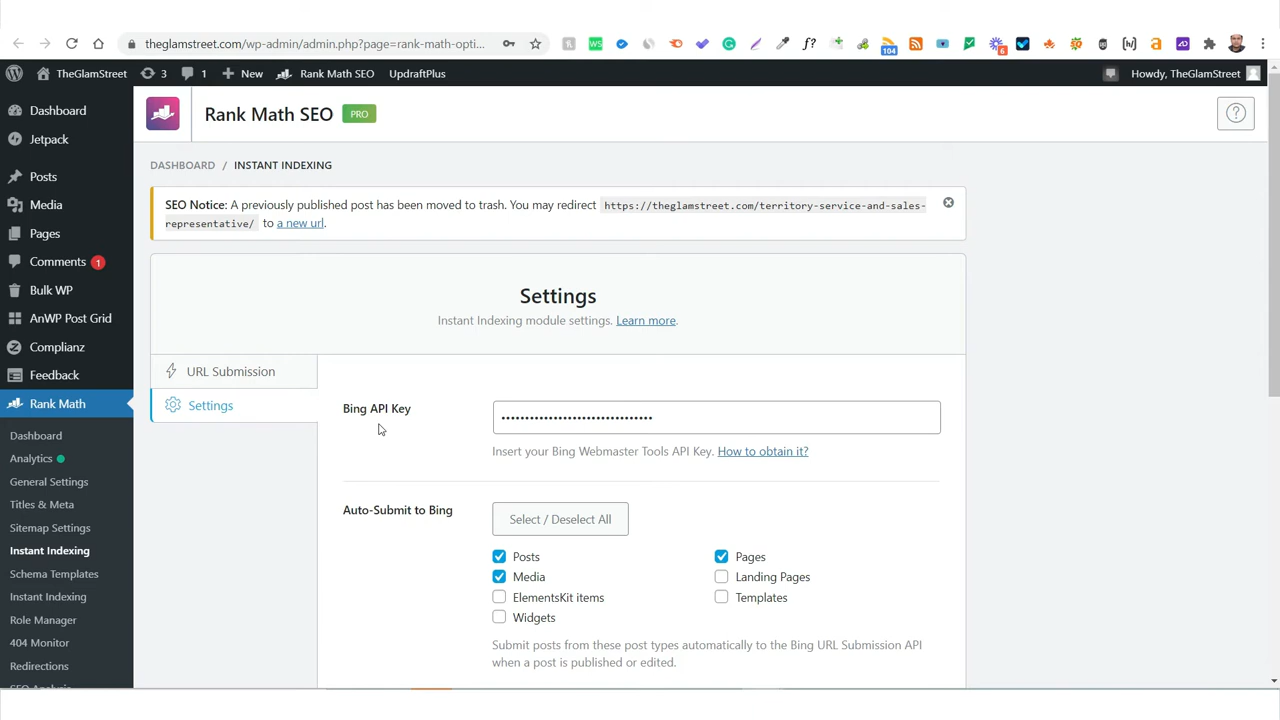 theglamstreet.com/wp-admin/admin.php?page=rank-math-opti...
104
6
TheGlamStreet
3
1
New
Rank Math SEO
UpdraftPlus
Howdy, TheGlamStreet
Dashboard
Jetpack
Posts
Media
Pages
Comments 1
Bulk WP
AnWP Post Grid
Complianz
Feedback
Rank Math
Dashboard
Analytics
General Settings
Titles & Meta
Sitemap Settings
Instant Indexing
Schema Templates
Instant Indexing
Role Manager
404 Monitor
Redirections
SEO Analysis
Rank Math SEO PRO
?
DASHBOARD / INSTANT INDEXING
SEO Notice: A previously published post has been moved to trash. You may redirect https://theglamstreet.com/territory-service-and-sales-
representative/ to a new url.
Settings
Instant Indexing module settings. Learn more.
URL Submission
Settings
Bing API Key
••••••••••••••••••••••••••••••••
Insert your Bing Webmaster Tools API Key. How to obtain it?
Auto-Submit to Bing
Select / Deselect All
Posts
Pages
Media
Landing Pages
ElementsKit items
Templates
Widgets
Submit posts from these post types automatically to the Bing URL Submission API
when a post is published or edited.